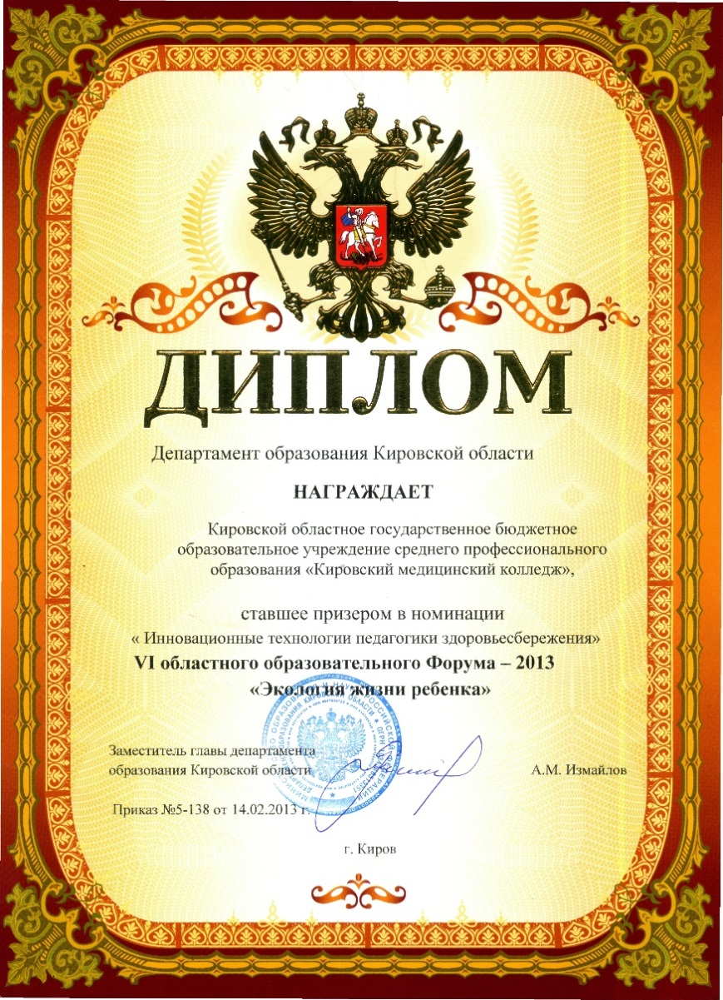 ДИПЛОМ
Департамент образования Кировской области
НАГРАЖДАЕТ
Кировской областное государственное бюджетное
образовательное учреждение среднего профессионального
образования «Кировский медицинский колледж»,
ставшее призером в номинации
« Инновационные технологии педагогики здоровьесбережения»
VI областного образовательного Форума – 2013
«Экология жизни ребенка»
Заместитель главы департамента
образования Кировской области
А.М. Измайлов
Приказ №5-138 от 14.02.2013 г.
г. Киров